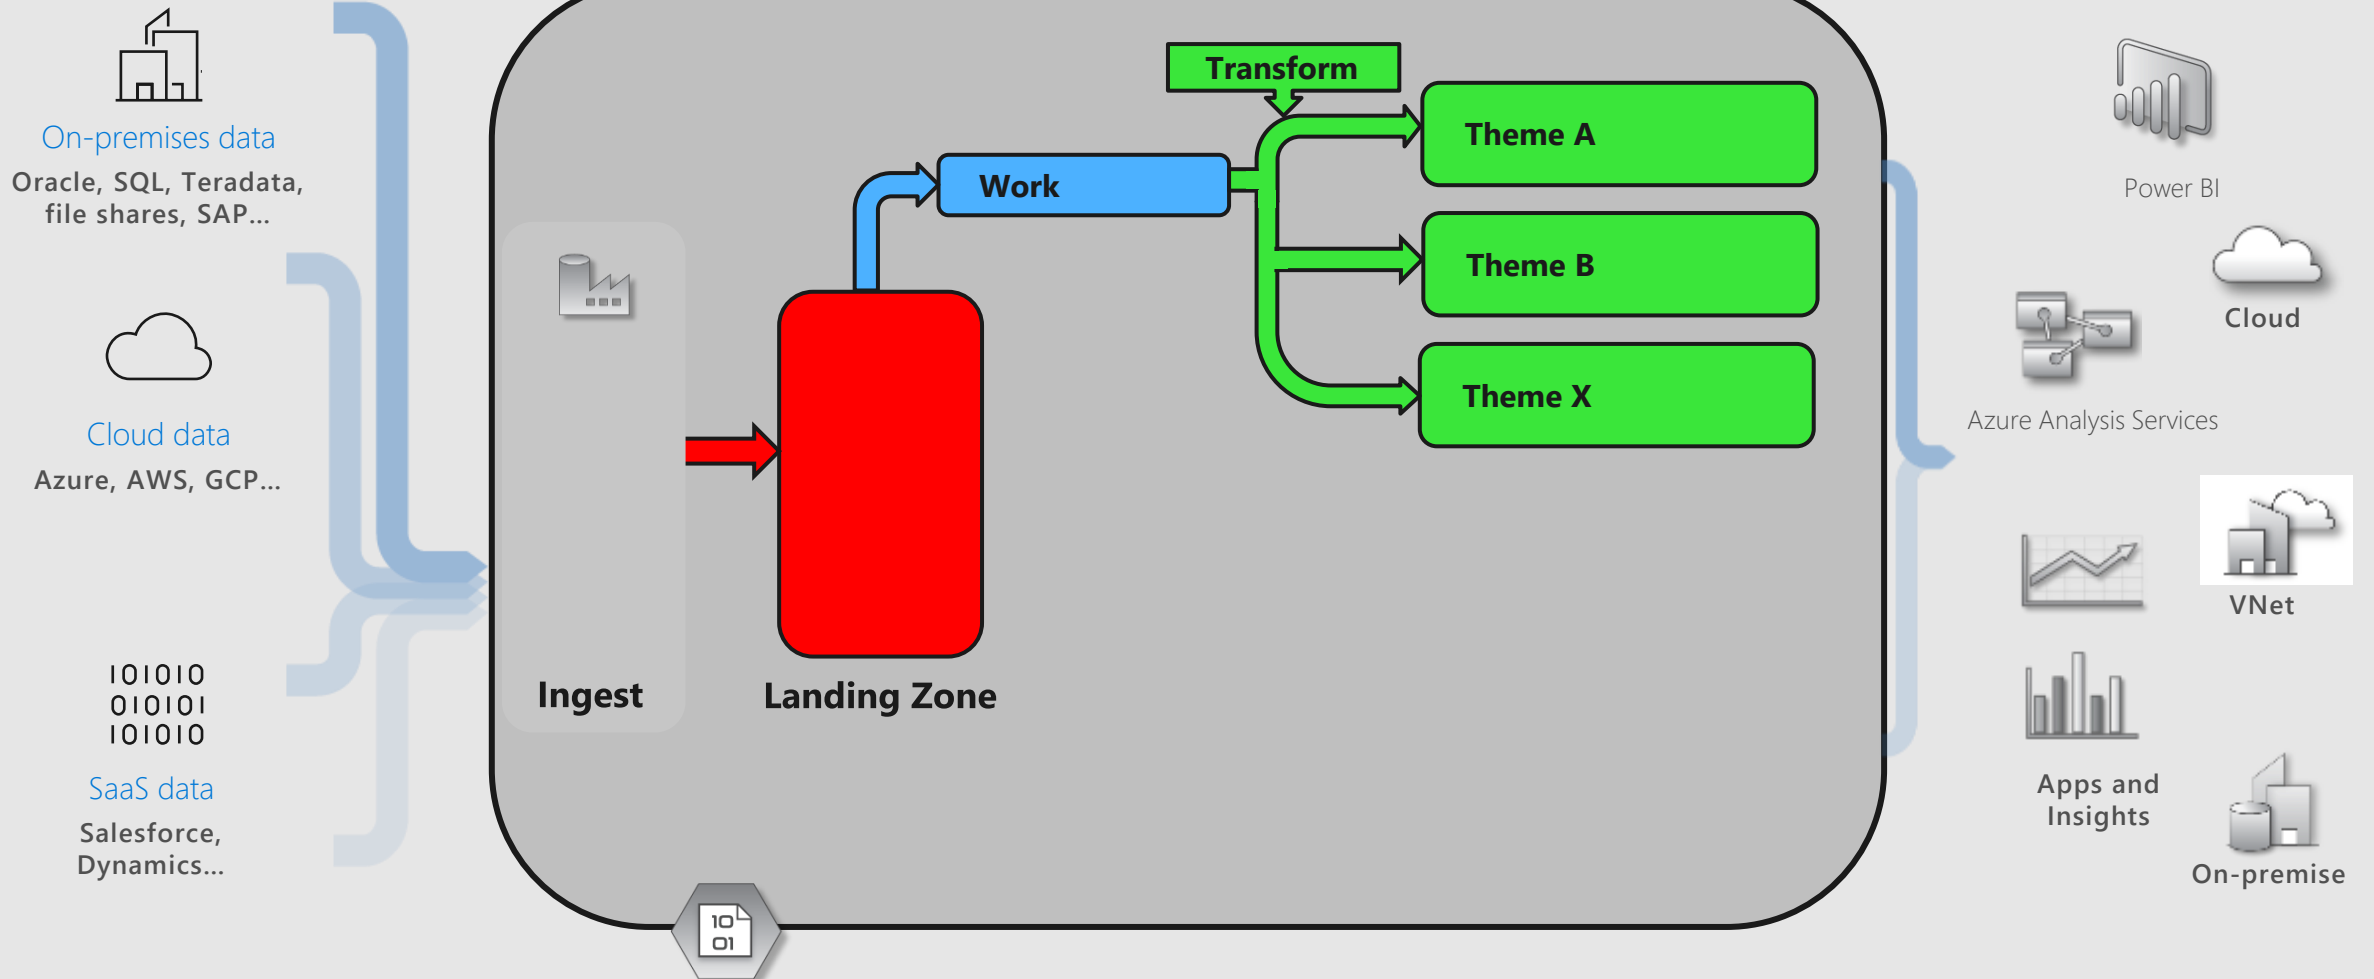 On-premises data
Oracle, SQL, Teradata,
file shares, SAP...
Cloud data
Azure, AWS, GCP...
101010
010101
101010
SaaS data
Salesforce,
Dynamics...
Ingest
Landing Zone
Work
Transform
Theme A
Theme B
Theme X
10
01
Power BI
Cloud
Azure Analysis Services
VNet
Apps and
Insights
On-premise